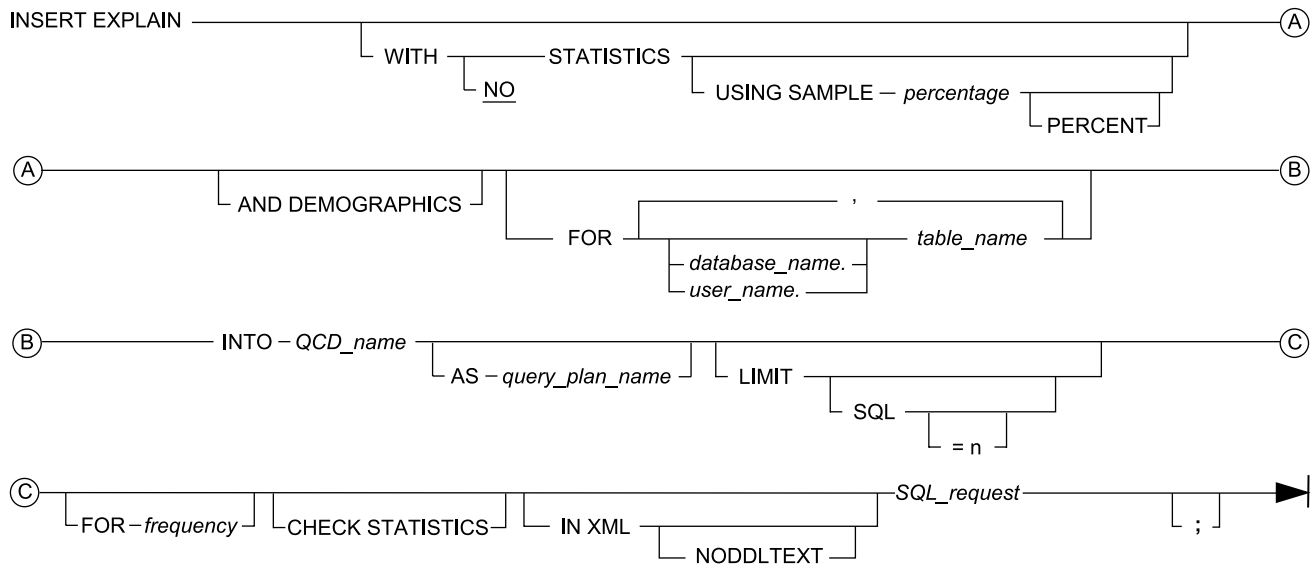 INSERT EXPLAIN A
WITH STATISTICS
NO USING SAMPLE percentage
PERCENT
A B
AND DEMOGRAPHICS ,
FOR table_name
database_name.
user_name.
B INTO QCD_name C
AS query_plan_name LIMIT
SQL
= n
C SQL_request
FOR frequency CHECK STATISTICS IN XML ;
NODDLTEXT